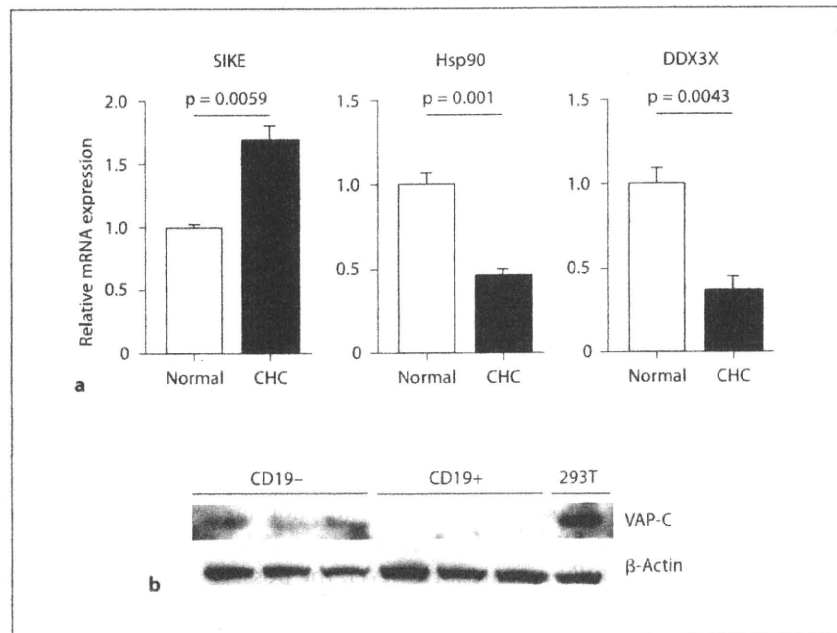 SIKE Hsp90 DDX3X
p = 0.0059 p = 0.001 p = 0.0043
Relative mRNA expression
2.0 1.5 1.0 0.5 0
1.5 1.0 0.5 0
1.5 1.0 0.5 0
Normal CHC Normal CHC Normal CHC
a
CD19– CD19+ 293T
VAP-C
β-Actin
b